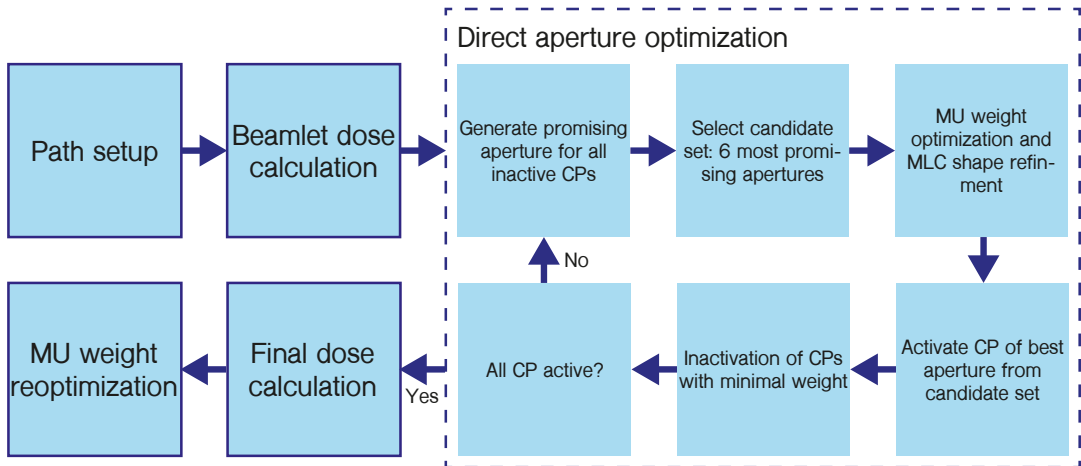 Direct aperture optimization
Path setup
Beamlet dose
calculation
Generate promising
aperture for all
inactive CPs
Select candidate
set: 6 most promi-
sing apertures
MU weight
optimization and
MLC shape refin-
ment
No
MU weight
reoptimization
Final dose
calculation
Yes
All CP active?
Inactivation of CPs
with minimal weight
Activate CP of best
aperture from
candidate set